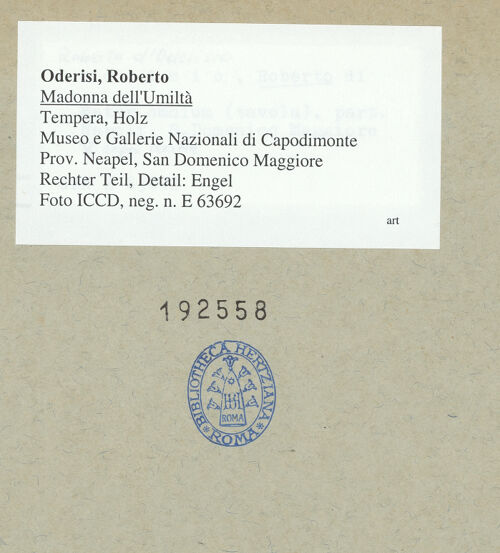 Oderisi, Roberto
Madonna dell'Umiltà
Tempera, Holz
Museo e Gallerie Nazionali di Capodimonte
Prov. Neapel, San Domenico Maggiore
Rechter Teil, Detail: Engel
Foto ICCD, neg. n. E 63692
art
192558
BIBLIOTHECA HERTZIANA
ROMA
* ROMA *